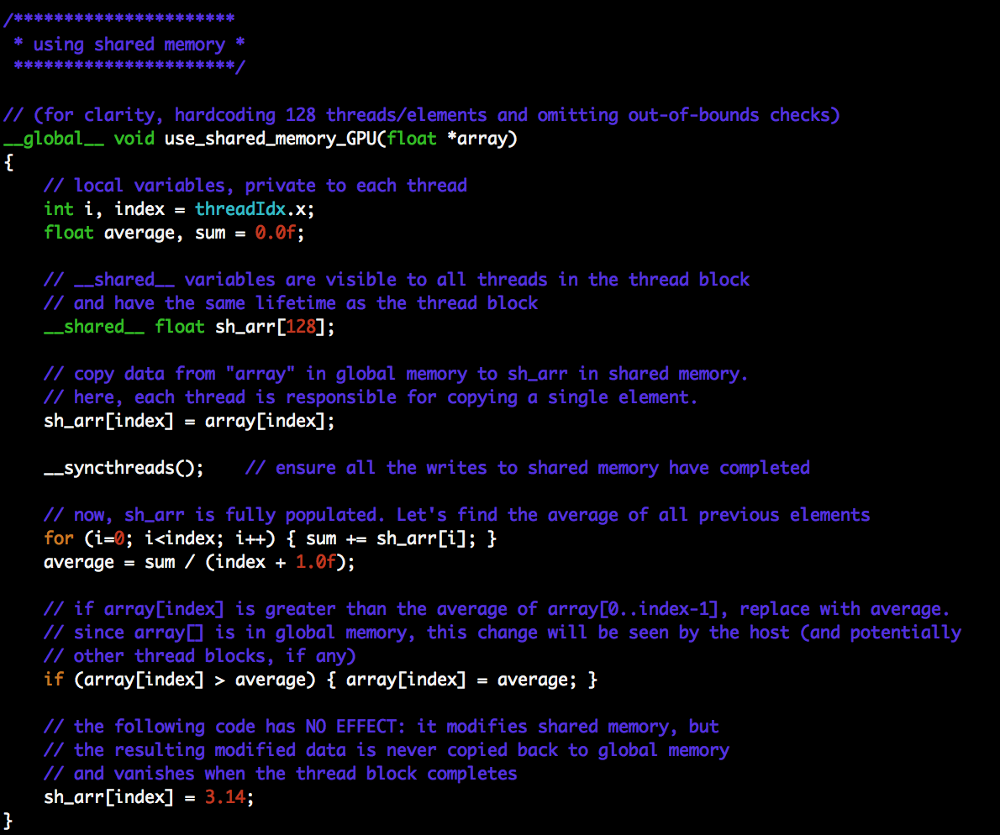 /**********************
 * using shared memory *
 **********************/

// (for clarity, hardcoding 128 threads/elements and omitting out-of-bounds checks)
__global__ void use_shared_memory_GPU(float *array)
{
    // local variables, private to each thread
    int i, index = threadIdx.x;
    float average, sum = 0.0f;

    // __shared__ variables are visible to all threads in the thread block
    // and have the same lifetime as the thread block
    __shared__ float sh_arr[128];

    // copy data from "array" in global memory to sh_arr in shared memory.
    // here, each thread is responsible for copying a single element.
    sh_arr[index] = array[index];

    __syncthreads();    // ensure all the writes to shared memory have completed

    // now, sh_arr is fully populated. Let's find the average of all previous elements
    for (i=0; i<index; i++) { sum += sh_arr[i]; }
    average = sum / (index + 1.0f);

    // if array[index] is greater than the average of array[0..index-1], replace with average.
    // since array[] is in global memory, this change will be seen by the host (and potentially
    // other thread blocks, if any)
    if (array[index] > average) { array[index] = average; }

    // the following code has NO EFFECT: it modifies shared memory, but
    // the resulting modified data is never copied back to global memory
    // and vanishes when the thread block completes
    sh_arr[index] = 3.14;
}